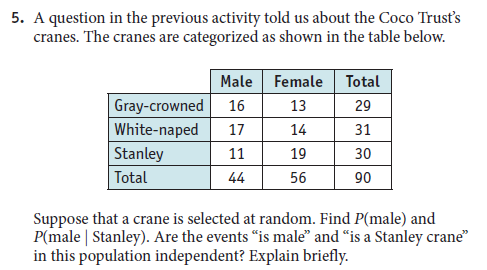 5. A question in the previous activity told us about the Coco Trust's
cranes. The cranes are categorized as shown in the table below.
Male Female Total
Gray-crowned 16 13 29
White-naped 17 14 31
Stanley 11 19 30
Total 44 56 90
Suppose that a crane is selected at random. Find P(male) and
P(male | Stanley). Are the events “is male” and “is a Stanley crane”
in this population independent? Explain briefly.